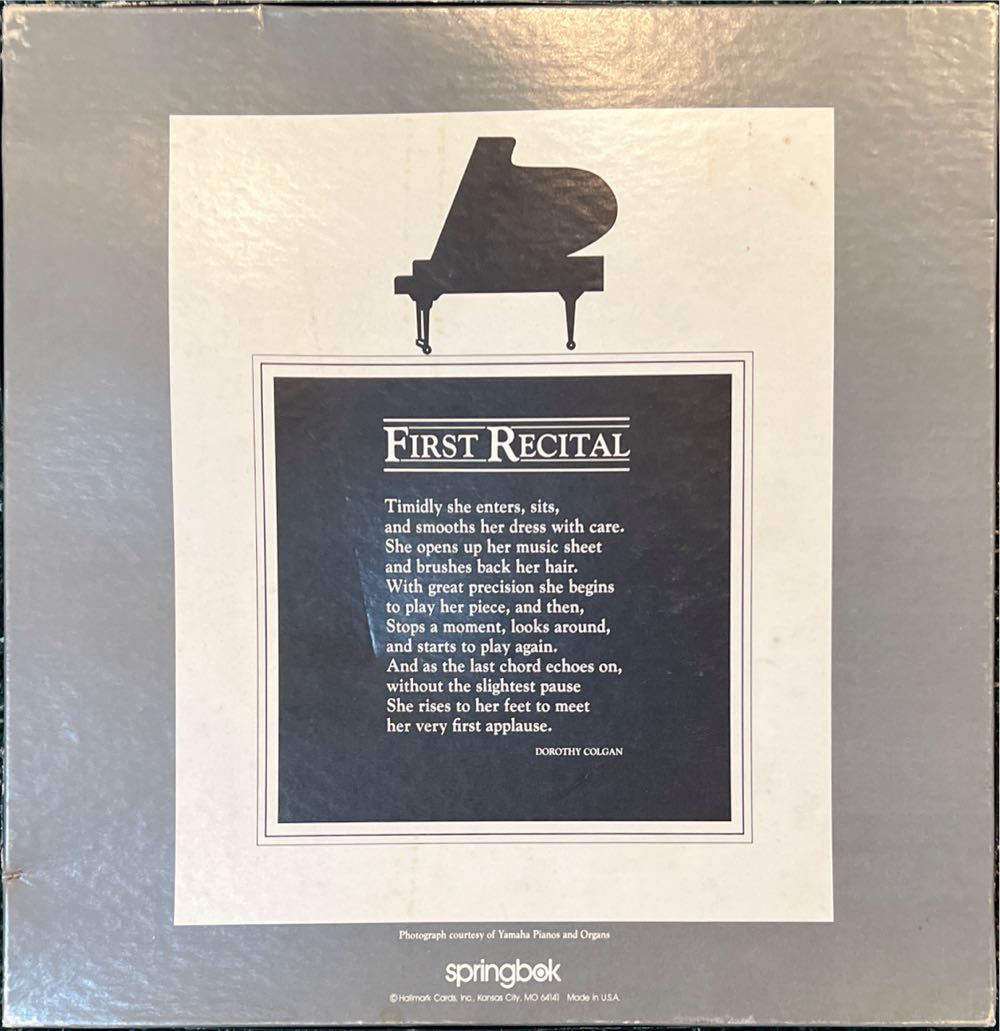 FIRST RECITAL
Timidly she enters, sits,
and smooths her dress with care.
She opens up her music sheet
and brushes back her hair.
With great precision she begins
to play her piece, and then,
Stops a moment, looks around,
and starts to play again.
And as the last chord echoes on,
without the slightest pause
She rises to her feet to meet
her very first applause.
DOROTHY COLGAN
Photograph courtesy of Yamaha Pianos and Organs
springbok
© Hallmark Cards, Inc., Kansas City, MO 64141 Made in U.S.A.